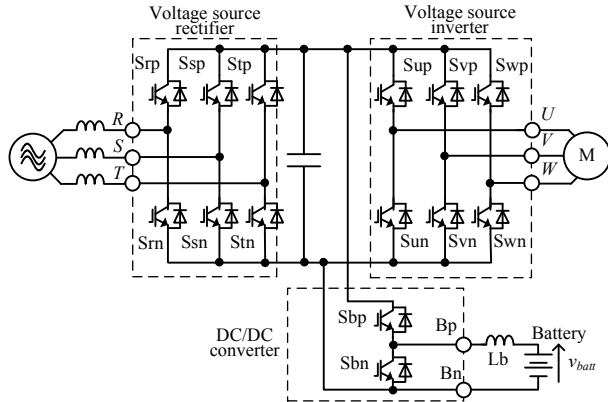 Voltage source
rectifier
Voltage source
inverter
Srp
Ssp
Stp
Sup
Svp
Swp
R
S
T
U
V
W
M
Srn
Ssn
Stn
Sun
Svn
Swn
DC/DC
converter
Sbp
Sbn
Bp
Bn
Lb
Battery
vbatt